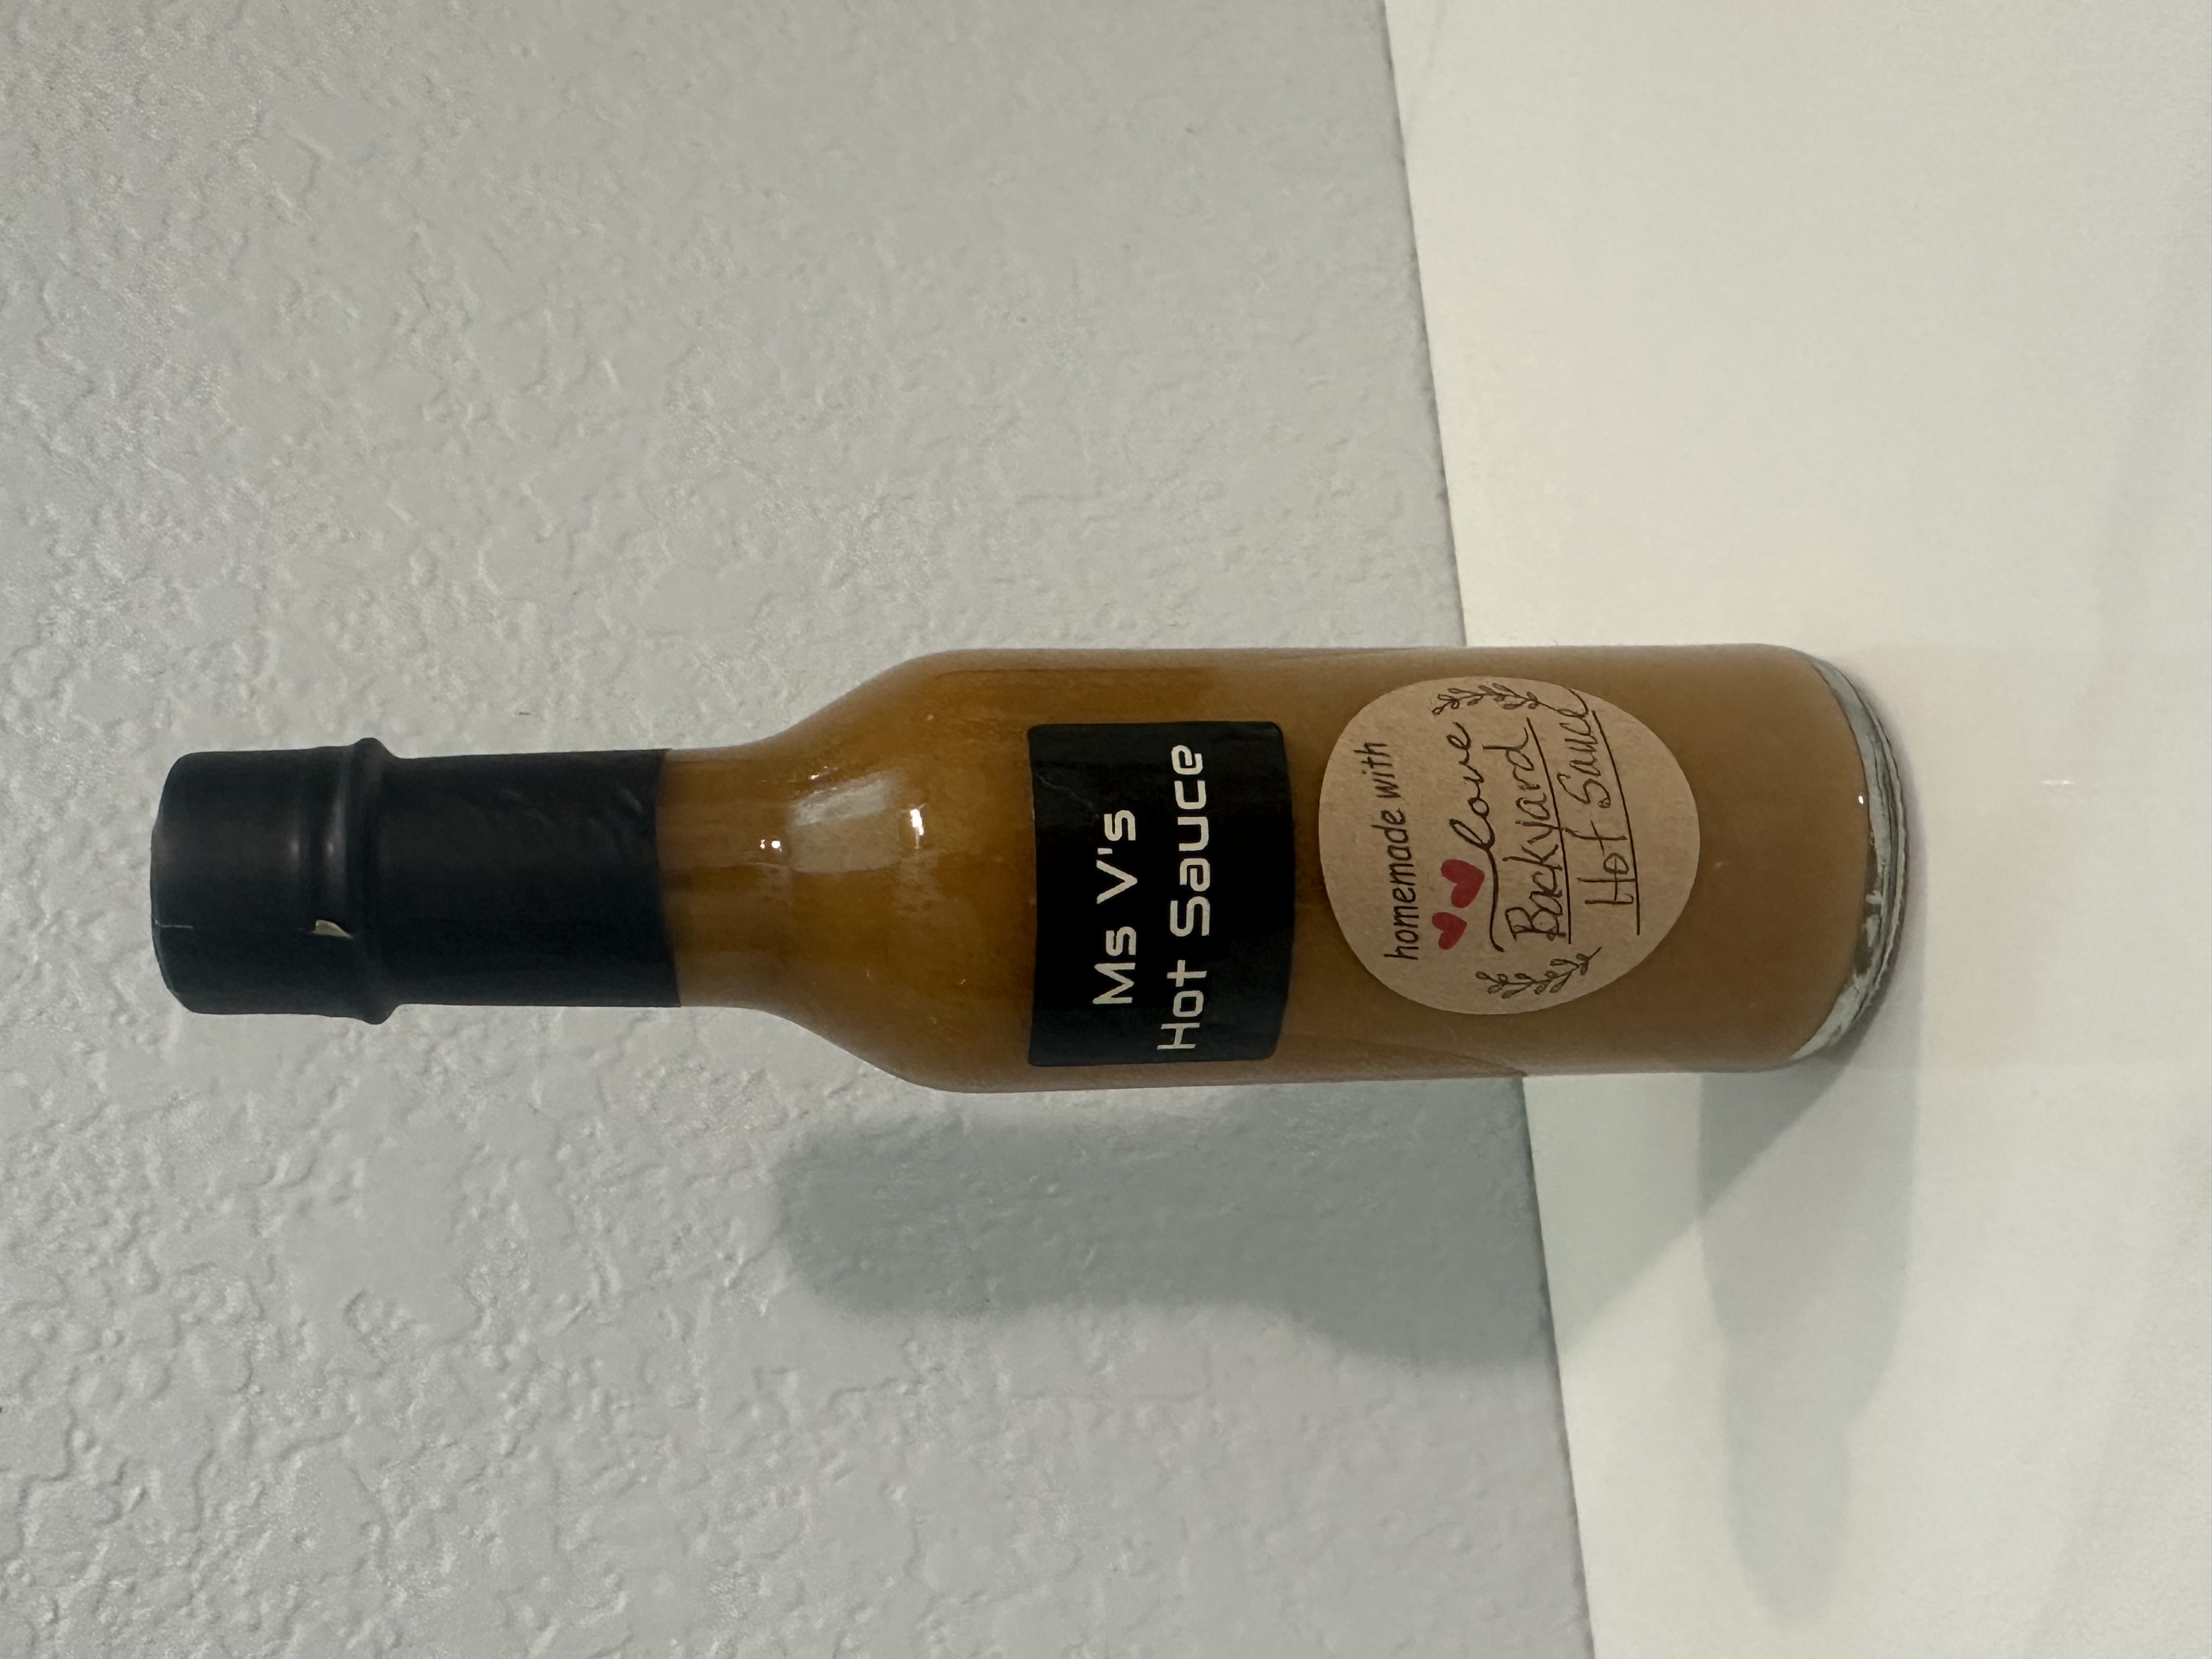 Ms V's
Hot Sauce
homemade with
love
Backyard
Hot Sauce